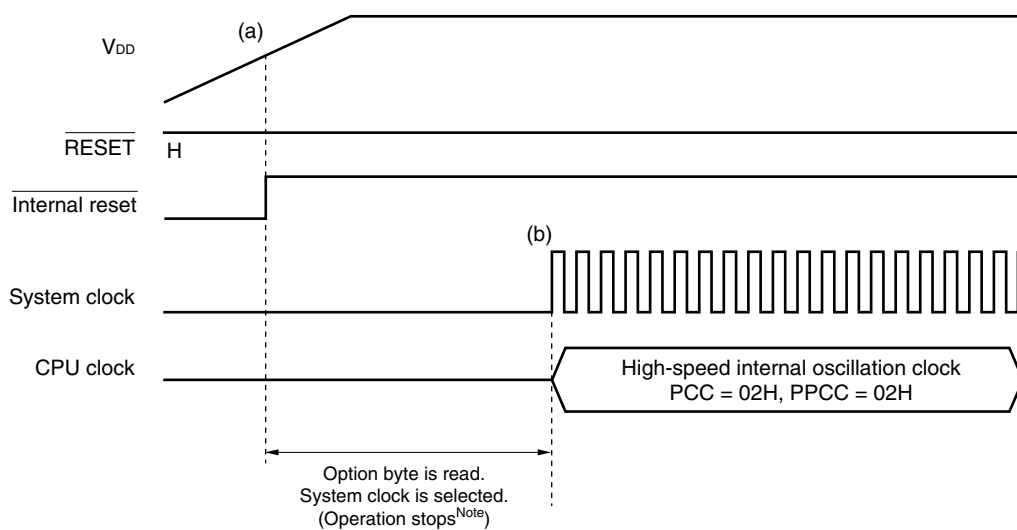 (a)
VDD
RESET
H
Internal reset
(b)
System clock
CPU clock
High-speed internal oscillation clock
PCC = 02H, PPCC = 02H
Option byte is read.
System clock is selected.
(Operation stopsNote)